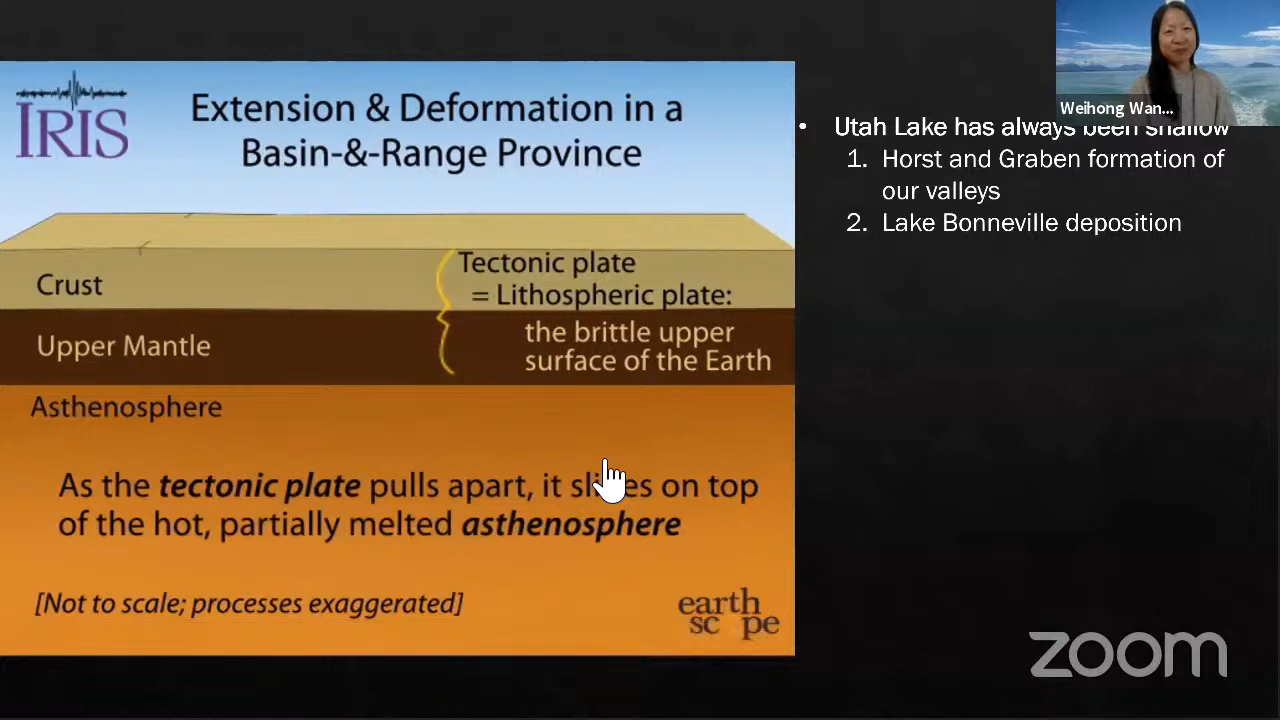 IRIS
Extension & Deformation in a
Basin-&-Range Province
Crust
Tectonic plate
= Lithospheric plate:
Upper Mantle
the brittle upper
surface of the Earth
Asthenosphere
As the tectonic plate pulls apart, it slides on top
of the hot, partially melted asthenosphere
[Not to scale; processes exaggerated]
earth
scope
Weihong Wan...
• Utah Lake has always been shallow
1. Horst and Graben formation of
our valleys
2. Lake Bonneville deposition
zoom